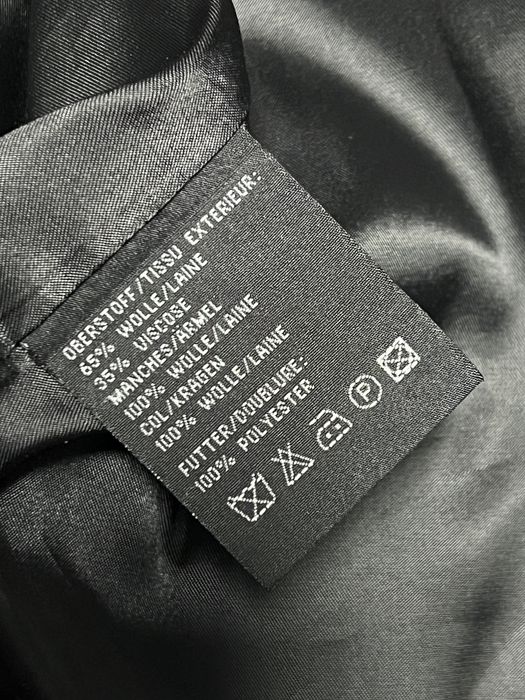 OBERSTOFF/TISSU EXTERIEUR:
65% WOLLE/LAINE
35% VISCOSE
MANCHES/ARMEL
100% WOLLE/LAINE
COL/KRAGEN
100% WOLLE/LAINE
FUTTER/DOUBLURE:
100% POLYESTER
P